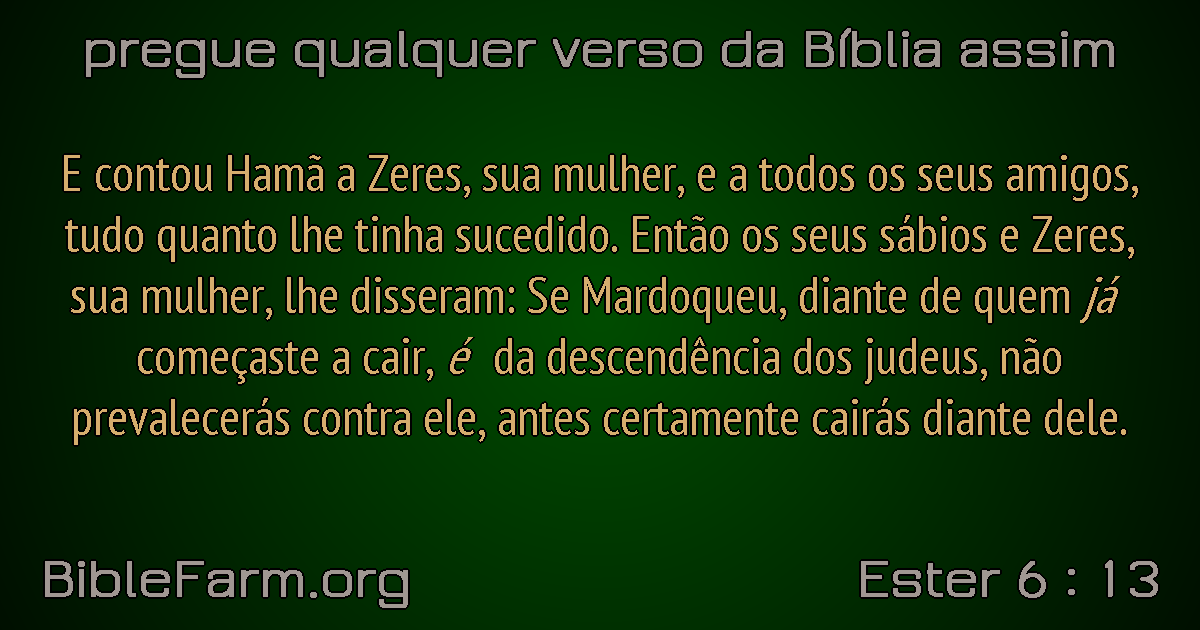 pregue qualquer verso da Bíblia assim
E contou Hamã a Zeres, sua mulher, e a todos os seus amigos,
tudo quanto lhe tinha sucedido. Então os seus sábios e Zeres,
sua mulher, lhe disseram: Se Mardoqueu, diante de quem já
começaste a cair, é da descendência dos judeus, não
prevalecerás contra ele, antes certamente cairás diante dele.
BibleFarm.org
Ester 6 : 13